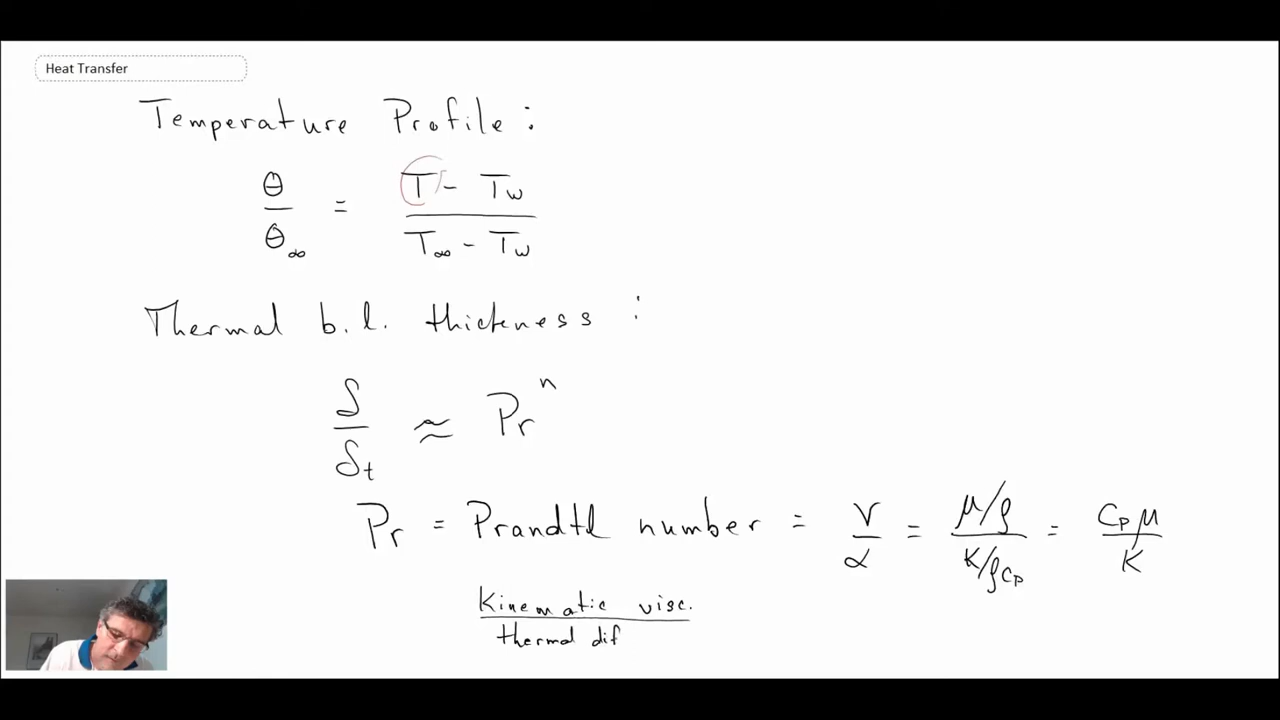 Heat Transfer
Temperature Profile:
θ/θ∞ = (T - Tw)/(T∞ - Tw)
Thermal b.l. thickness :
δ/δt ≈ Pr^n
Pr = Prandtl number = ν/α = (μ/ρ)/(K/ρcp) = cpμ/K
Kinematic visc.
thermal dif